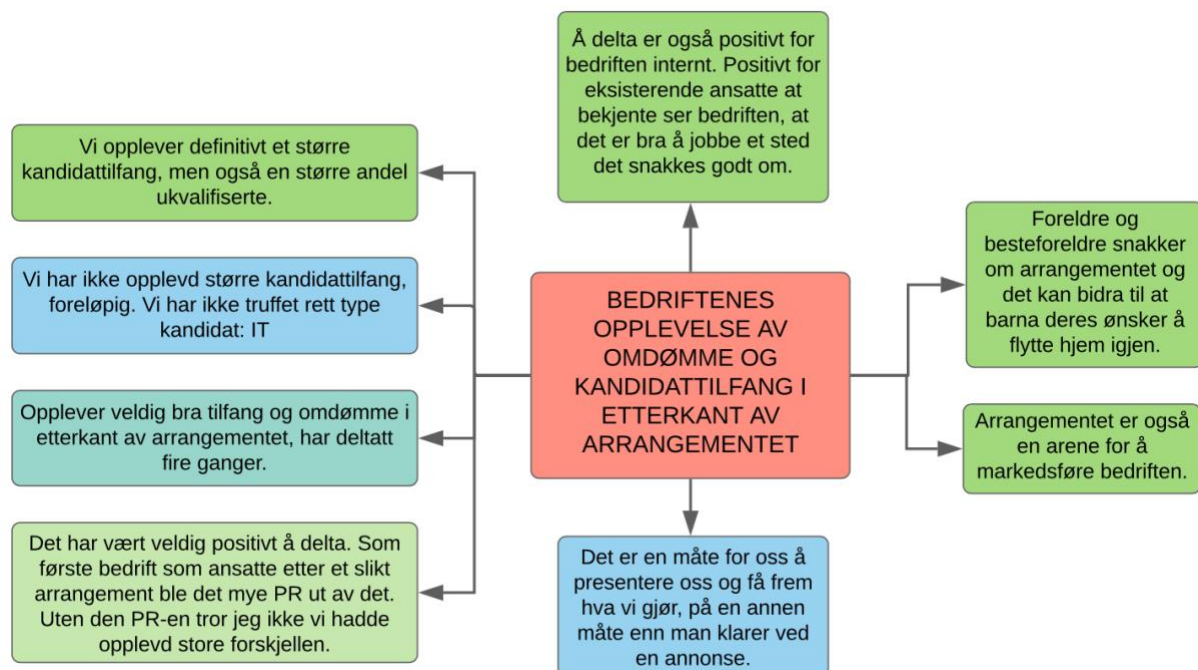 Å delta er også positivt for
bedriften internt. Positivt for
eksisterende ansatte at
bekjente ser bedriften, at
det er bra å jobbe et sted
det snakkes godt om.
Vi opplever definitivt et større
kandidattilfang, men også en større andel
ukvalifiserte.
Vi har ikke opplevd større kandidattilfang,
foreløpig. Vi har ikke truffet rett type
kandidat: IT
Opplever veldig bra tilfang og omdømme i
etterkant av arrangementet, har deltatt
fire ganger.
Det har vært veldig positivt å delta. Som
første bedrift som ansatte etter et slikt
arrangement ble det mye PR ut av det.
Uten den PR-en tror jeg ikke vi hadde
opplevd store forskjellen.
BEDRIFTENES
OPPLEVELSE AV
OMDØMME OG
KANDIDATTILFANG I
ETTERKANT AV
ARRANGEMENTET
Foreldre og
besteforeldre snakker
om arrangementet og
det kan bidra til at
barna deres ønsker å
flytte hjem igjen.
Arrangementet er også
en arene for å
markedsføre bedriften.
Det er en måte for oss å
presentere oss og få frem
hva vi gjør, på en annen
måte enn man klarer ved
en annonse.